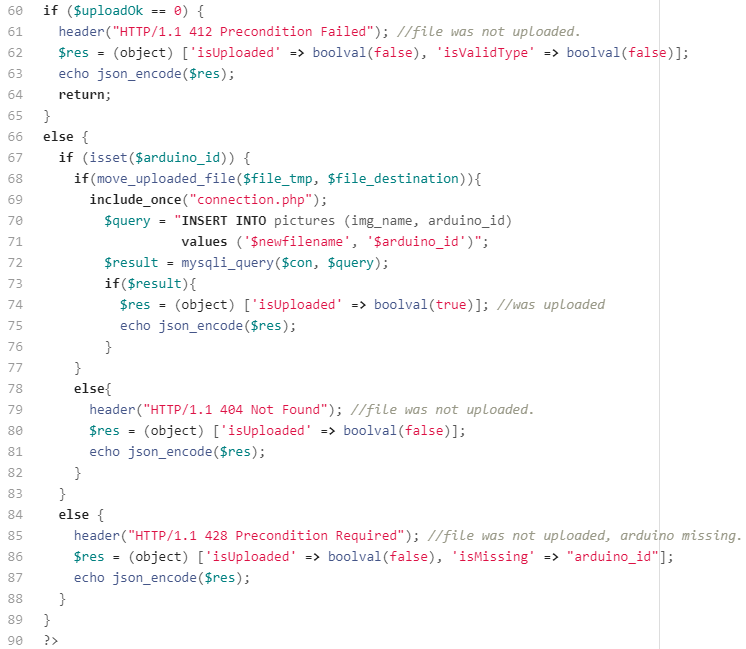 60 if ($uploadOk == 0) {
61 header("HTTP/1.1 412 Precondition Failed"); //file was not uploaded.
62 $res = (object) ['isUploaded' => boolval(false), 'isValidType' => boolval(false)];
63 echo json_encode($res);
64 return;
65 }
66 else {
67 if (isset($arduino_id)) {
68 if(move_uploaded_file($file_tmp, $file_destination)){
69 include_once("connection.php");
70 $query = "INSERT INTO pictures (img_name, arduino_id)
71 values ('$newfilename', '$arduino_id')";
72 $result = mysqli_query($con, $query);
73 if($result){
74 $res = (object) ['isUploaded' => boolval(true)]; //was uploaded
75 echo json_encode($res);
76 }
77 }
78 else{
79 header("HTTP/1.1 404 Not Found"); //file was not uploaded.
80 $res = (object) ['isUploaded' => boolval(false)];
81 echo json_encode($res);
82 }
83 }
84 else {
85 header("HTTP/1.1 428 Precondition Required"); //file was not uploaded, arduino missing.
86 $res = (object) ['isUploaded' => boolval(false), 'isMissing' => "arduino_id"];
87 echo json_encode($res);
88 }
89 }
90 ?>